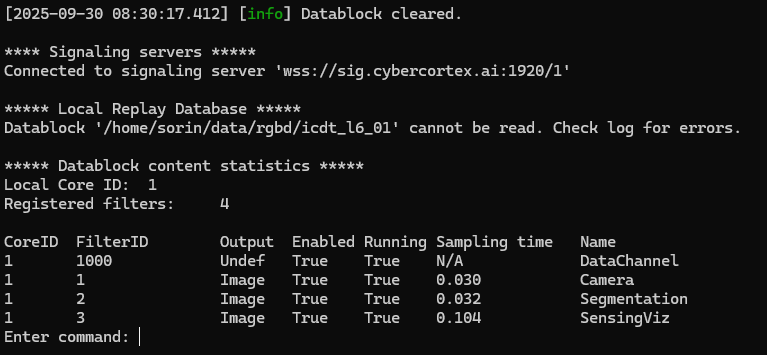 [2025-09-30 08:30:17.412] [info] Datablock cleared.
**** Signaling servers *****
Connected to signaling server 'wss://sig.cybercortex.ai:1920/1'
***** Local Replay Database *****
Datablock '/home/sorin/data/rgbd/icdt_l6_01' cannot be read. Check log for errors.
***** Datablock content statistics *****
Local Core ID:  1
Registered filters:     4
CoreID  FilterID        Output  Enabled Running Sampling time   Name
1       1000            Undef   True    True    N/A             DataChannel
1       1               Image   True    True    0.030           Camera
1       2               Image   True    True    0.032           Segmentation
1       3               Image   True    True    0.104           SensingViz
Enter command: